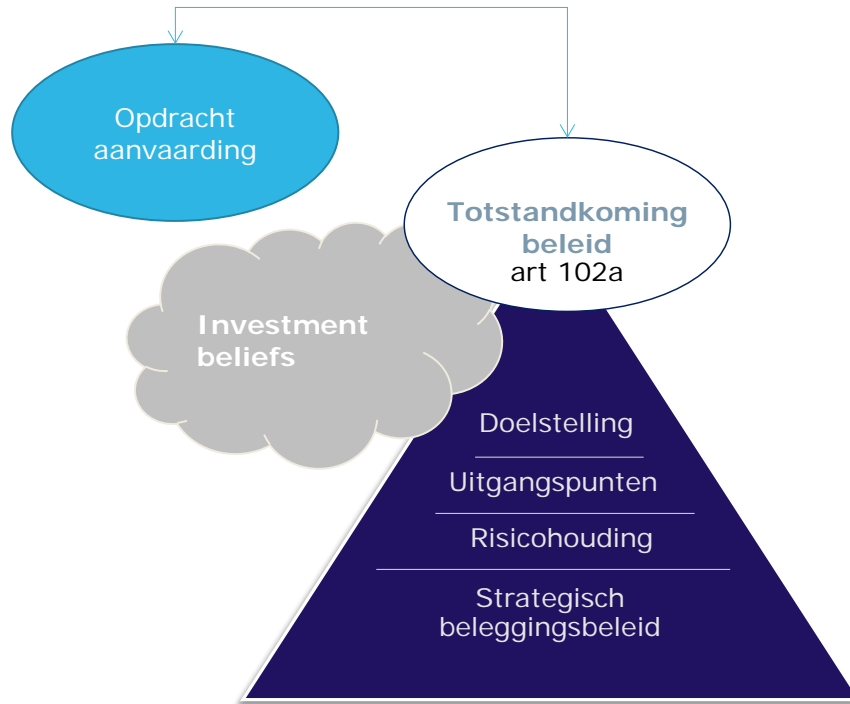 Opdracht
aanvaarding
Totstandkoming
beleid
art 102a
Investment
beliefs
Doelstelling
Uitgangspunten
Risicohouding
Strategisch
beleggingsbeleid